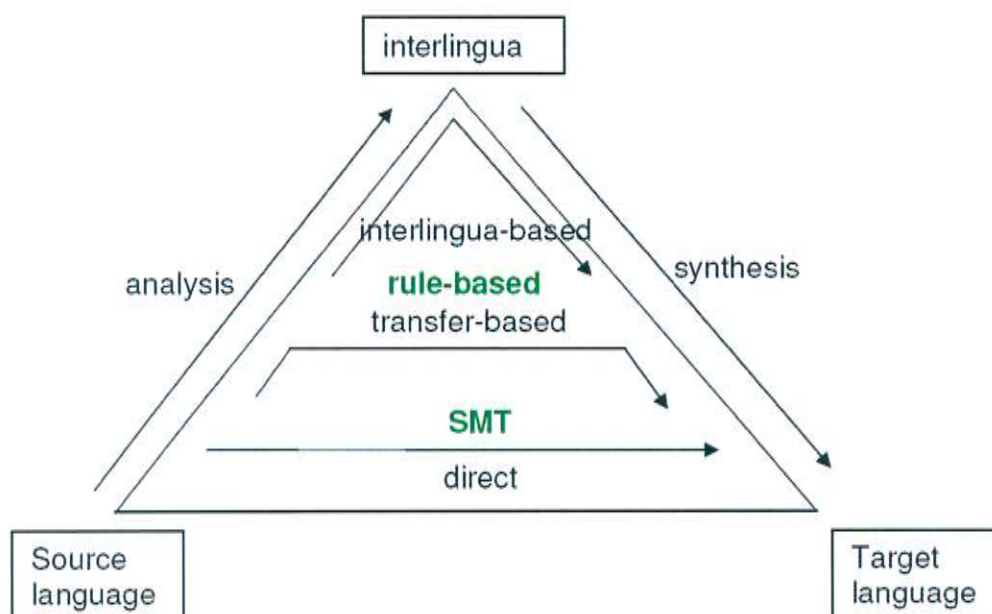 interlingua
interlingua-based
analysis
synthesis
rule-based
transfer-based
SMT
direct
Source
language
Target
language